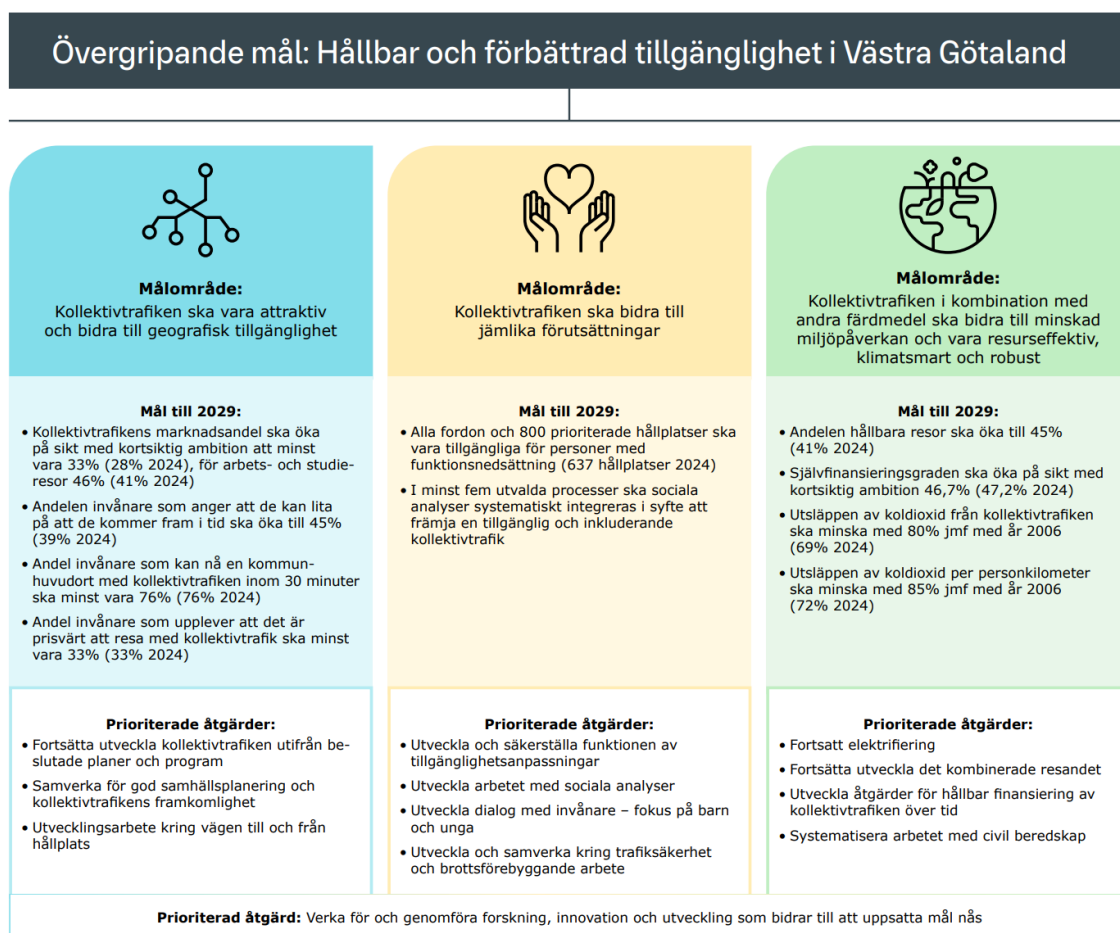 Övergripande mål: Hållbar och förbättrad tillgänglighet i Västra Götaland
Målområde:
Kollektivtrafiken ska vara attraktiv
och bidra till geografisk tillgänglighet
Mål till 2029:
• Kollektivtrafikens marknadsandel ska öka
på sikt med kortsiktig ambition att minst
vara 33% (28% 2024), för arbets- och studie-
resor 46% (41% 2024)
• Andelen invånare som anger att de kan lita
på att de kommer fram i tid ska öka till 45%
(39% 2024)
• Andel invånare som kan nå en kommun-
huvudort med kollektivtrafiken inom 30 minuter
ska minst vara 76% (76% 2024)
• Andel invånare som upplever att det är
prisvärt att resa med kollektivtrafik ska minst
vara 33% (33% 2024)
Prioriterade åtgärder:
• Fortsätta utveckla kollektivtrafiken utifrån be-
slutade planer och program
• Samverka för god samhällsplanering och
kollektivtrafikens framkomlighet
• Utvecklingsarbete kring vägen till och från
hållplats
Målområde:
Kollektivtrafiken ska bidra till
jämlika förutsättningar
Mål till 2029:
• Alla fordon och 800 prioriterade hållplatser ska
vara tillgängliga för personer med
funktionsnedsättning (637 hållplatser 2024)
• I minst fem utvalda processer ska sociala
analyser systematiskt integreras i syfte att
främja en tillgänglig och inkluderande
kollektivtrafik
Prioriterade åtgärder:
• Utveckla och säkerställa funktionen av
tillgänglighetsanpassningar
• Utveckla arbetet med sociala analyser
• Utveckla dialog med invånare – fokus på barn
och unga
• Utveckla och samverka kring trafiksäkerhet
och brottsförebyggande arbete
Målområde:
Kollektivtrafiken i kombination med
andra färdmedel ska bidra till minskad
miljöpåverkan och vara resurseffektiv,
klimatsmart och robust
Mål till 2029:
• Andelen hållbara resor ska öka till 45%
(41% 2024)
• Självfinansieringsgraden ska öka på sikt med
kortsiktig ambition 46,7% (47,2% 2024)
• Utsläppen av koldioxid från kollektivtrafiken
ska minska med 80% jmf med år 2006
(69% 2024)
• Utsläppen av koldioxid per personkilometer
ska minska med 85% jmf med år 2006
(72% 2024)
Prioriterade åtgärder:
• Fortsatt elektrifiering
• Fortsätta utveckla det kombinerade resandet
• Utveckla åtgärder för hållbar finansiering av
kollektivtrafiken över tid
• Systematisera arbetet med civil beredskap
Prioriterad åtgärd: Verka för och genomföra forskning, innovation och utveckling som bidrar till att uppsatta mål nås